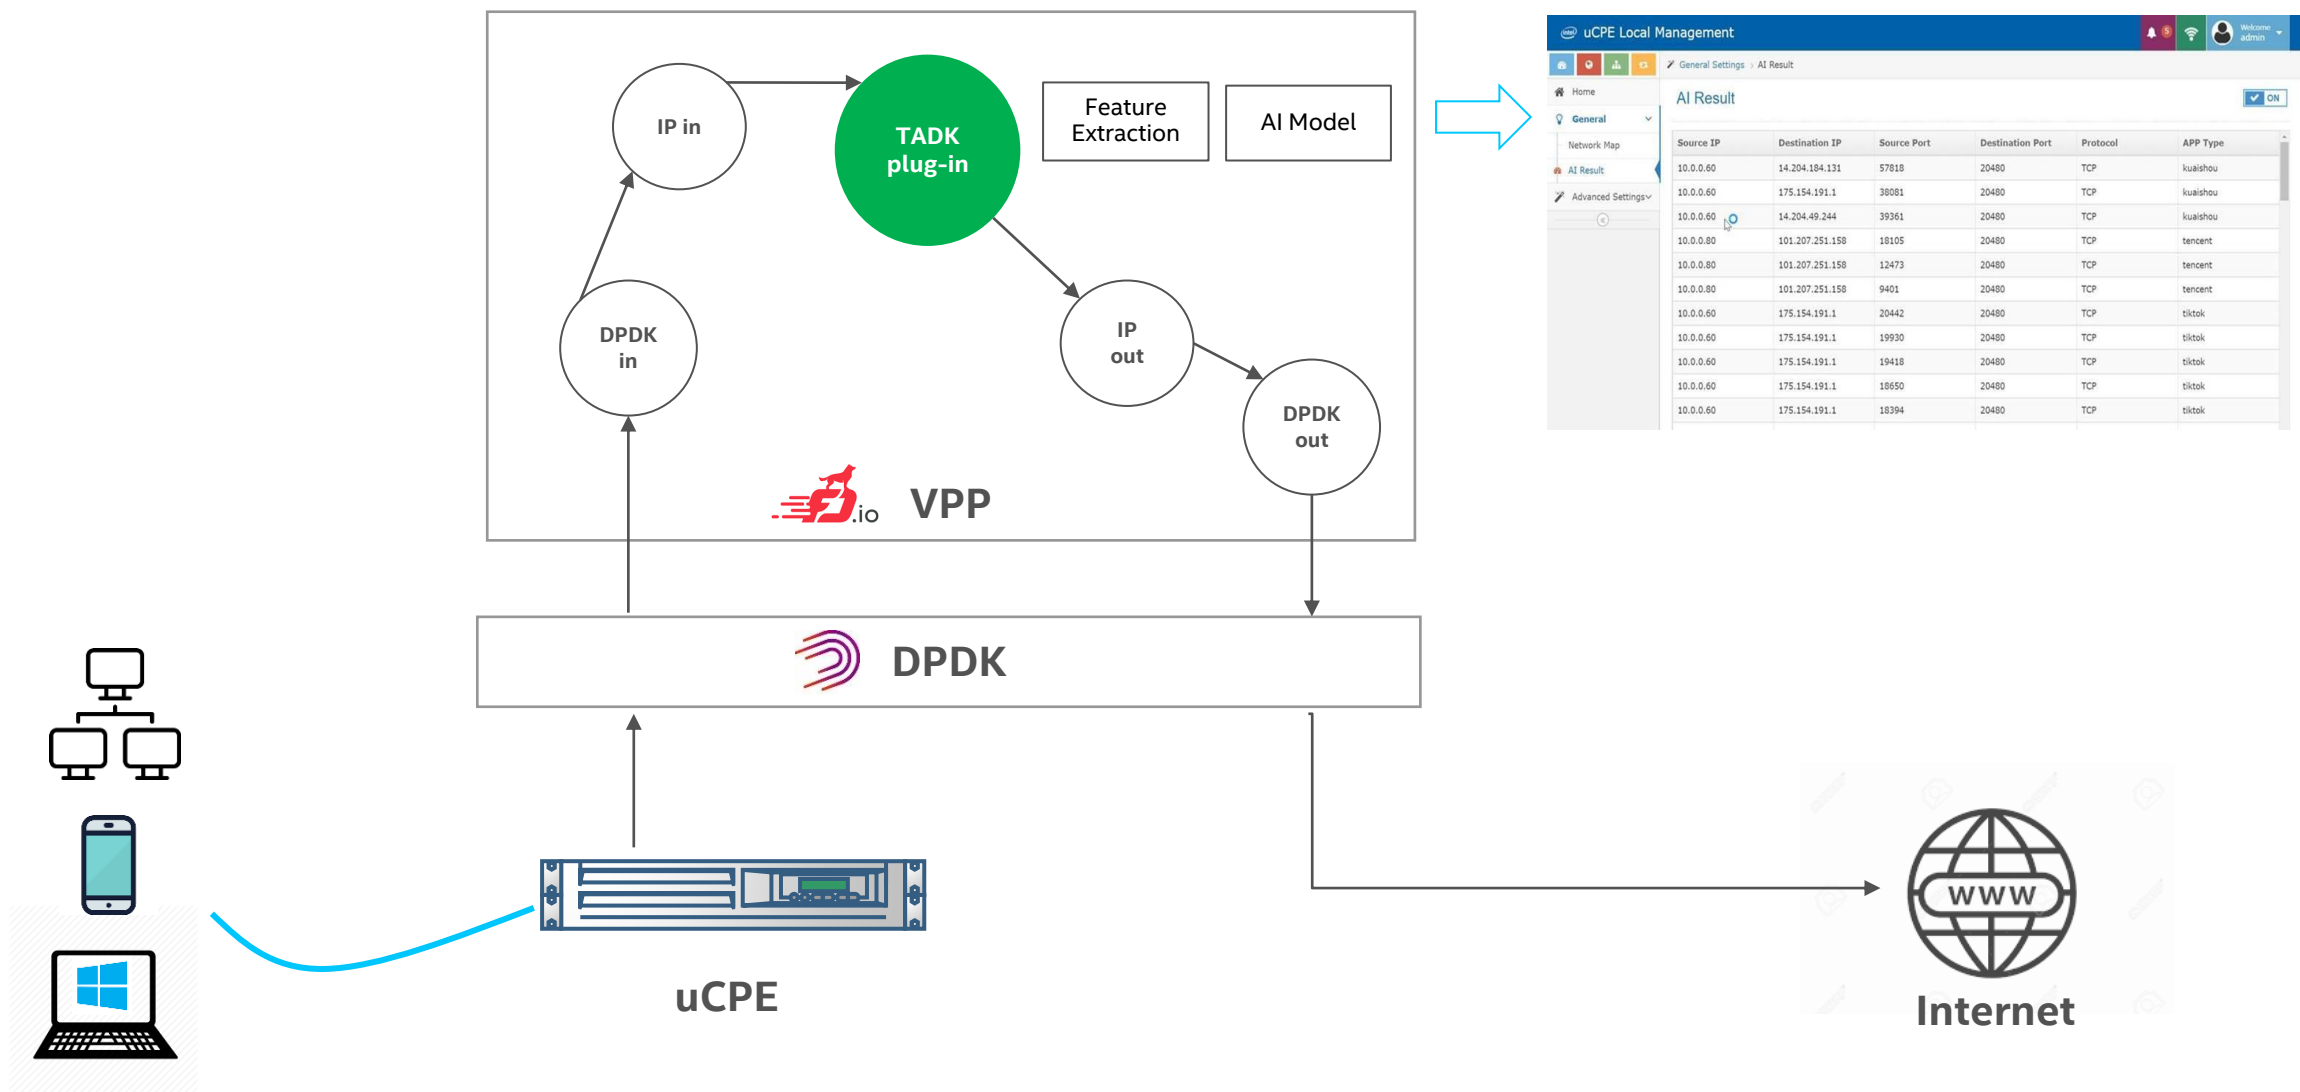 IP in
TADK
plug-in
Feature
Extraction
AI Model
DPDK
in
IP
out
DPDK
out
.io
VPP
DPDK
uCPE
www
Internet
intel uCPE Local Management
5
Welcome
admin
General Settings › AI Result
Home
General
Network Map
AI Result
Advanced Settings
AI Result
ON
Source IP Destination IP Source Port Destination Port Protocol APP Type
10.0.0.60 14.204.184.131 57818 20480 TCP kuaishou
10.0.0.60 175.154.191.1 38081 20480 TCP kuaishou
10.0.0.60 14.204.49.244 39361 20480 TCP kuaishou
10.0.0.80 101.207.251.158 18105 20480 TCP tencent
10.0.0.80 101.207.251.158 12473 20480 TCP tencent
10.0.0.80 101.207.251.158 9401 20480 TCP tencent
10.0.0.60 175.154.191.1 20442 20480 TCP tiktok
10.0.0.60 175.154.191.1 19930 20480 TCP tiktok
10.0.0.60 175.154.191.1 19418 20480 TCP tiktok
10.0.0.60 175.154.191.1 18650 20480 TCP tiktok
10.0.0.60 175.154.191.1 18394 20480 TCP tiktok